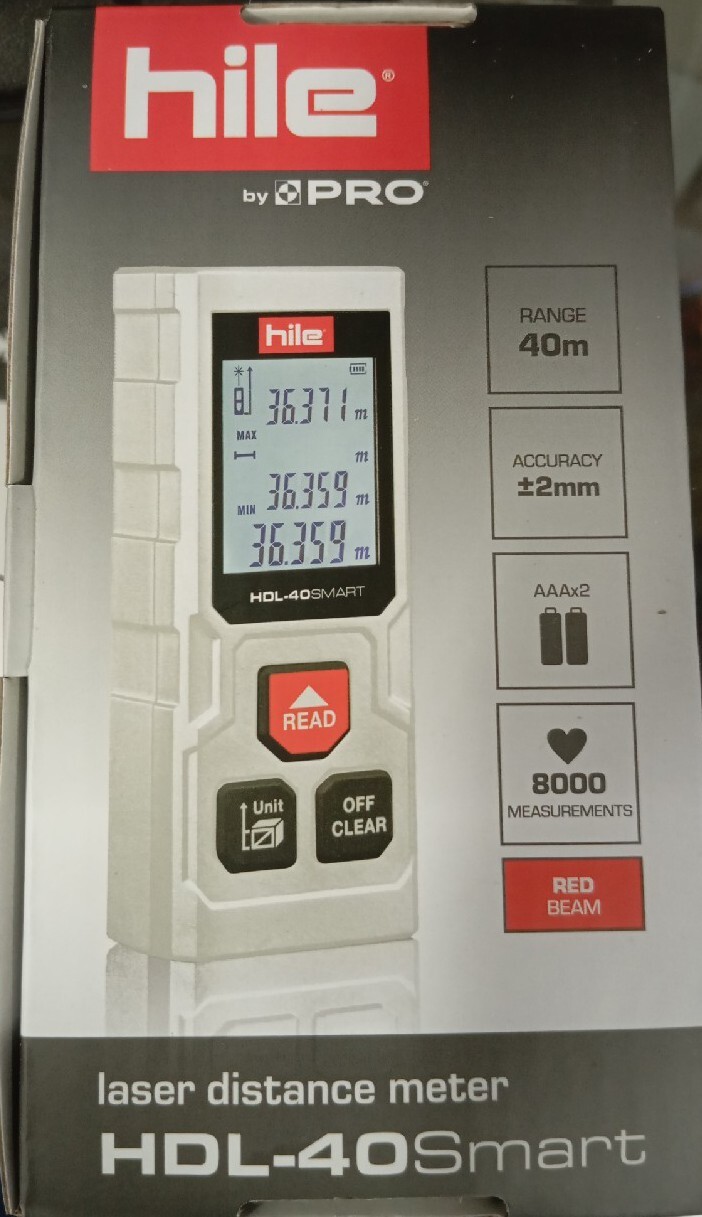 hile®
by PRO®
hile
36.371 m
MAX
m
MIN 36.359 m
36.359 m
HDL-40SMART
READ
Unit
OFF
CLEAR
RANGE
40m
ACCURACY
±2mm
AAAx2
8000
MEASUREMENTS
RED
BEAM
laser distance meter
HDL-40Smart